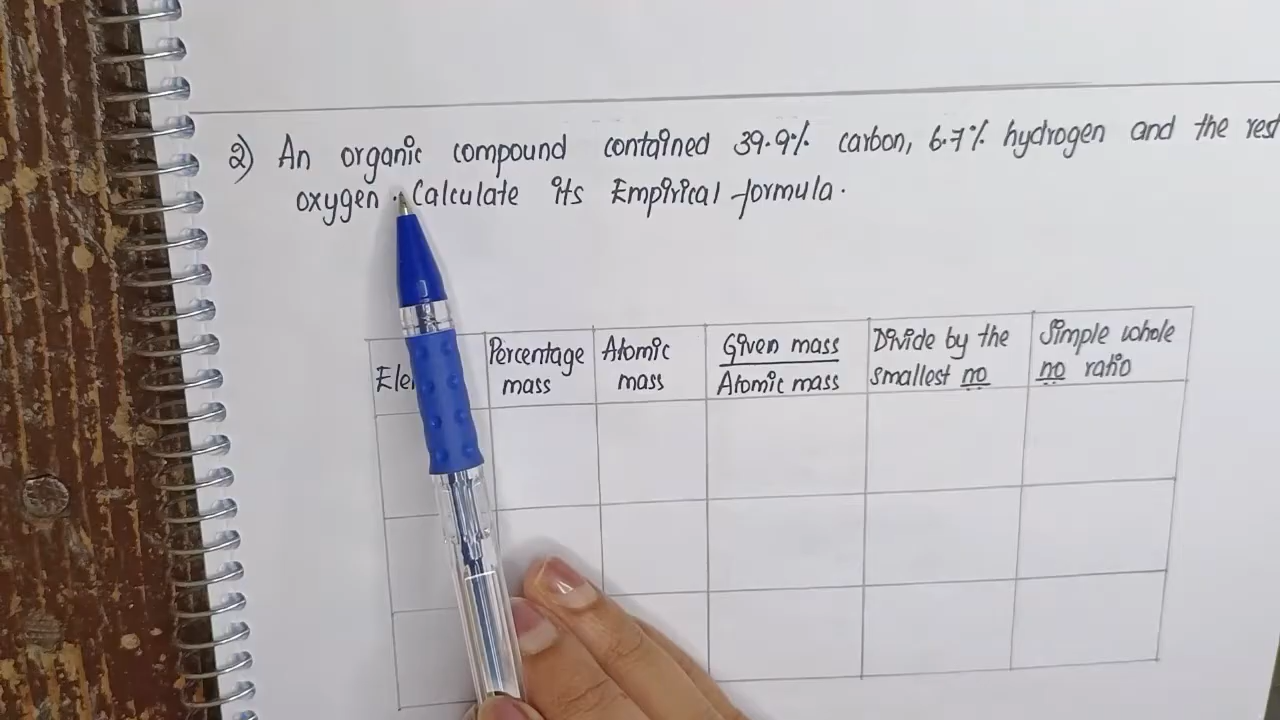 2) An organic compound contained 39.9% carbon, 6.7% hydrogen and the rest
oxygen. Calculate its Empirical formula.
Percentage mass
Atomic mass
Given mass
Atomic mass
Divide by the smallest no
Simple whole no ratio